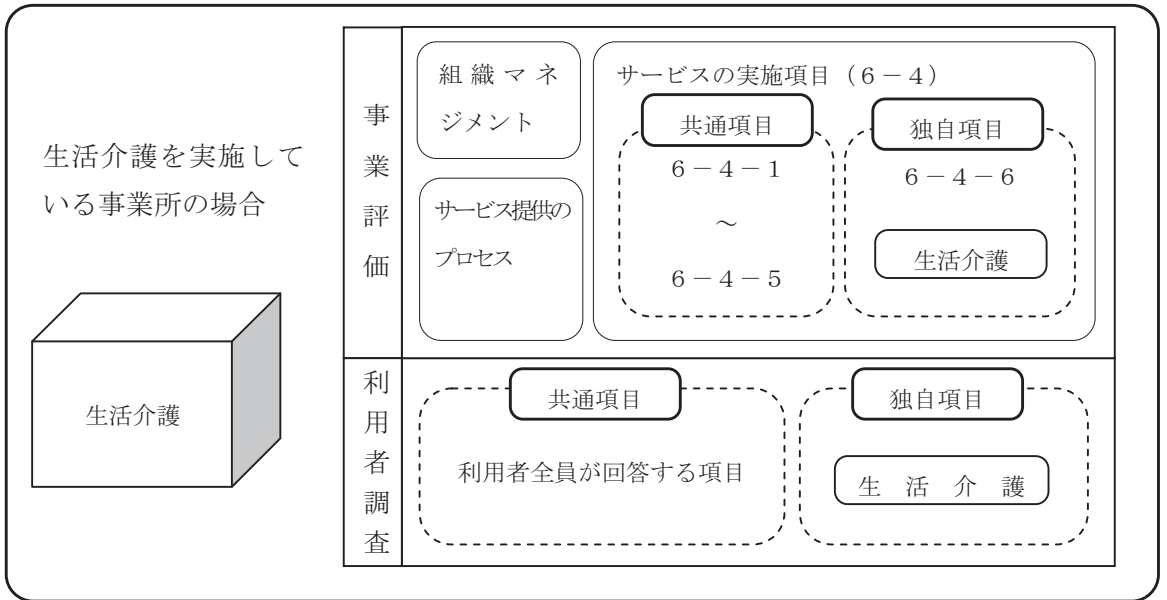 生活介護を実施して
いる事業所の場合
生活介護
事業評価
組織マネ
ジメント
サービス提供の
プロセス
サービスの実施項目（６－４）
共通項目
６－４－１
～
６－４－５
独自項目
６－４－６
生活介護
利用者調査
共通項目
利用者全員が回答する項目
独自項目
生活介護